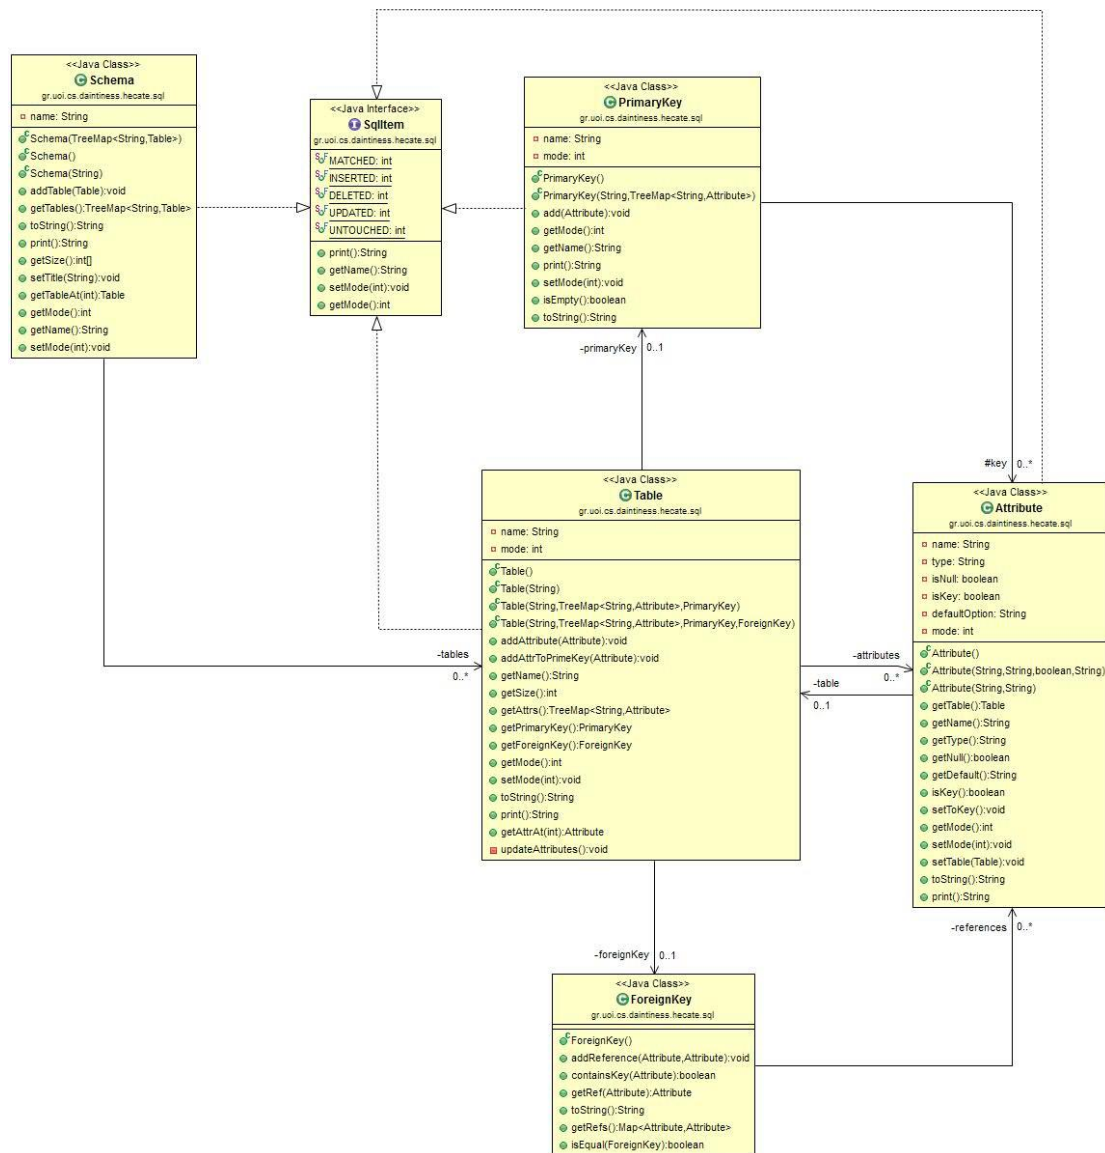 <<Java Class>>
Schema
gr.uoi.cs.daintiness.hecate.sql
name: String
Schema(TreeMap<String,Table>)
Schema()
Schema(String)
addTable(Table):void
getTables():TreeMap<String,Table>
toString():String
print():String
getSize():int[]
setTitle(String):void
getTableAt(int):Table
getMode():int
getName():String
setMode(int):void
<<Java Interface>>
SqlItem
gr.uoi.cs.daintiness.hecate.sql
MATCHED: int
INSERTED: int
DELETED: int
UPDATED: int
UNTOUCHED: int
print():String
getName():String
setMode(int):void
getMode():int
<<Java Class>>
PrimaryKey
gr.uoi.cs.daintiness.hecate.sql
name: String
mode: int
PrimaryKey()
PrimaryKey(String,TreeMap<String,Attribute>)
add(Attribute):void
getMode():int
getName():String
print():String
setMode(int):void
isEmpty():boolean
toString():String
-primaryKey 0..1
#key 0..*
<<Java Class>>
Table
gr.uoi.cs.daintiness.hecate.sql
name: String
mode: int
Table()
Table(String)
Table(String,TreeMap<String,Attribute>,PrimaryKey)
Table(String,TreeMap<String,Attribute>,PrimaryKey,ForeignKey)
addAttribute(Attribute):void
addAttrToPrimeKey(Attribute):void
getName():String
getSize():int
getAttrs():TreeMap<String,Attribute>
getPrimaryKey():PrimaryKey
getForeignKey():ForeignKey
getMode():int
setMode(int):void
toString():String
print():String
getAttrAt(int):Attribute
updateAttributes():void
-tables
0..*
-attributes
0..*
-table
0..1
<<Java Class>>
Attribute
gr.uoi.cs.daintiness.hecate.sql
name: String
type: String
isNull: boolean
isKey: boolean
defaultOption: String
mode: int
Attribute()
Attribute(String,String,boolean,String)
Attribute(String,String)
getTable():Table
getName():String
getType():String
getNull():boolean
getDefault():String
isKey():boolean
setToKey():void
getMode():int
setMode(int):void
setTable(Table):void
toString():String
print():String
-references 0..*
-foreignKey 0..1
<<Java Class>>
ForeignKey
gr.uoi.cs.daintiness.hecate.sql
ForeignKey()
addReference(Attribute,Attribute):void
containsKey(Attribute):boolean
getRef(Attribute):Attribute
toString():String
getRefs():Map<Attribute,Attribute>
isEqual(ForeignKey):boolean